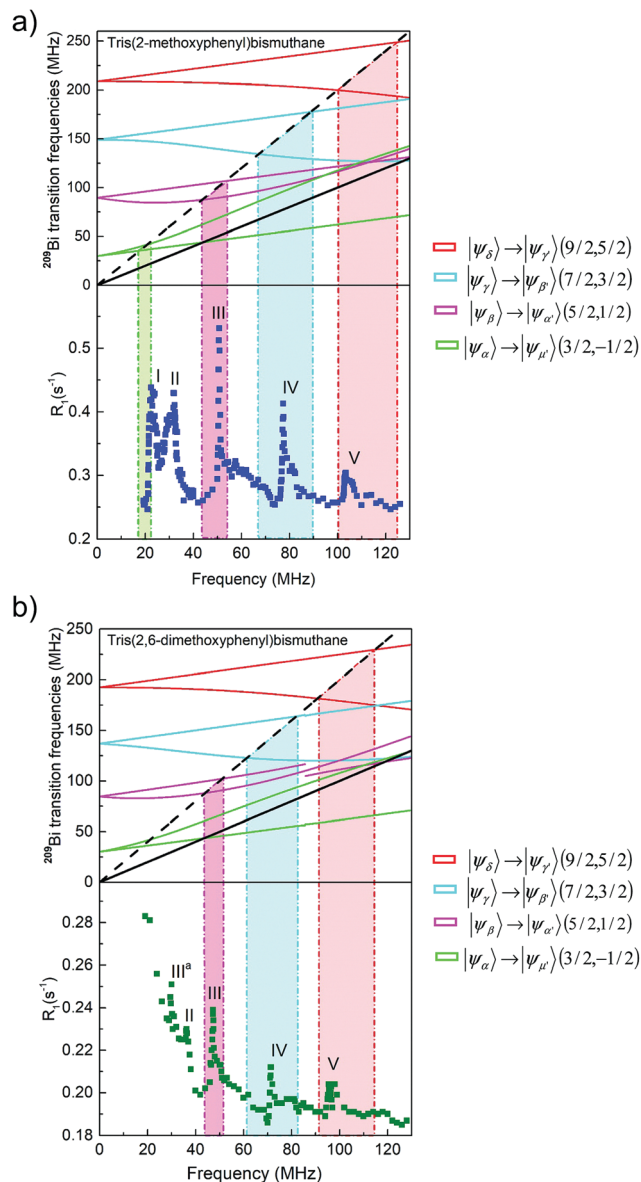 a)
Tris(2-methoxyphenyl)bismuthane
²⁰⁹Bi transition frequencies (MHz)
250
200
150
100
50
0
|ψδ⟩→|ψγ⟩(9/2,5/2)
|ψγ⟩→|ψβ'⟩(7/2,3/2)
|ψβ⟩→|ψα'⟩(5/2,1/2)
|ψα⟩→|ψμ'⟩(3/2,−1/2)
I
II
III
IV
V
R₁(s⁻¹)
0.5
0.4
0.3
0.2
0 20 40 60 80 100 120
Frequency (MHz)
b)
Tris(2,6-dimethoxyphenyl)bismuthane
²⁰⁹Bi transition frequencies (MHz)
250
200
150
100
50
0
|ψδ⟩→|ψγ⟩(9/2,5/2)
|ψγ⟩→|ψβ'⟩(7/2,3/2)
|ψβ⟩→|ψα'⟩(5/2,1/2)
|ψα⟩→|ψμ'⟩(3/2,−1/2)
IIIᵃ
II
III
IV
V
R₁(s⁻¹)
0.28
0.26
0.24
0.22
0.20
0.18
0 20 40 60 80 100 120
Frequency (MHz)